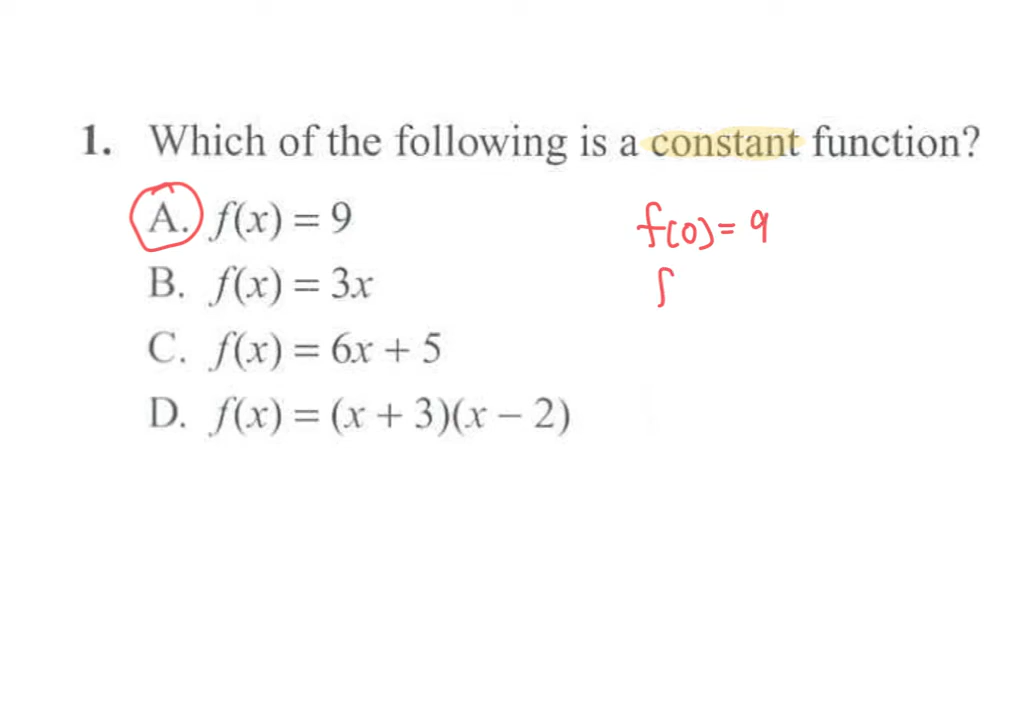 1. Which of the following is a constant function?
A. f(x) = 9
f(0) = 9
B. f(x) = 3x
f
C. f(x) = 6x + 5
D. f(x) = (x + 3)(x − 2)